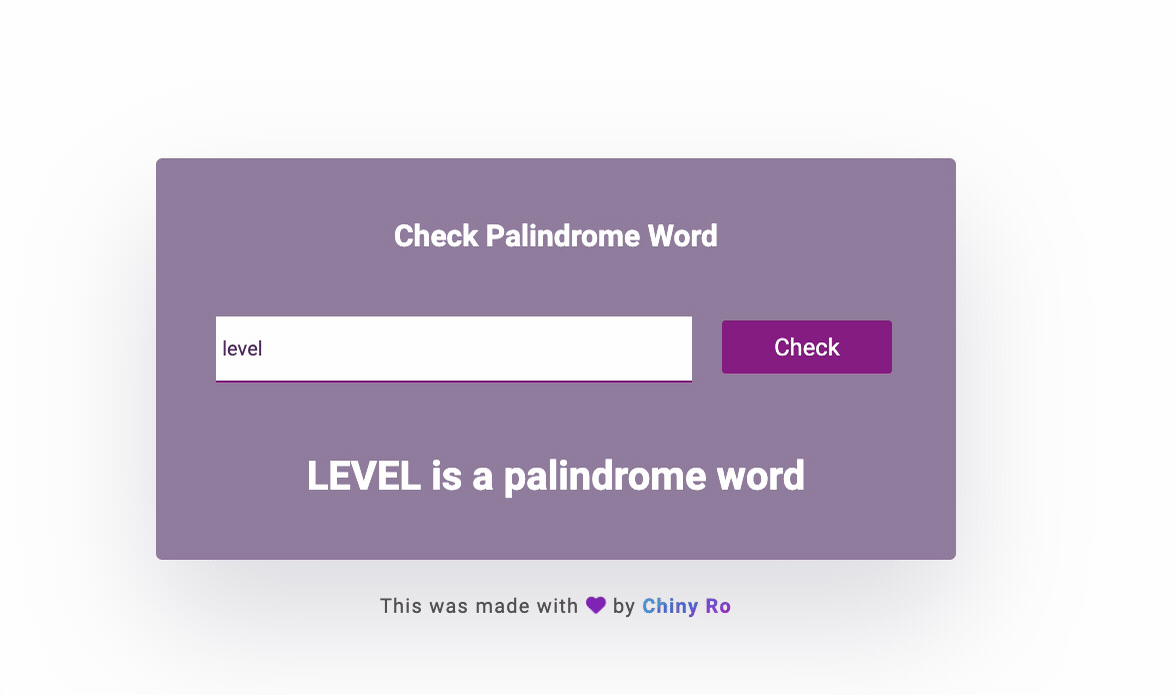 Check Palindrome Word
level
Check
LEVEL is a palindrome word
This was made with 💜 by Chiny Ro